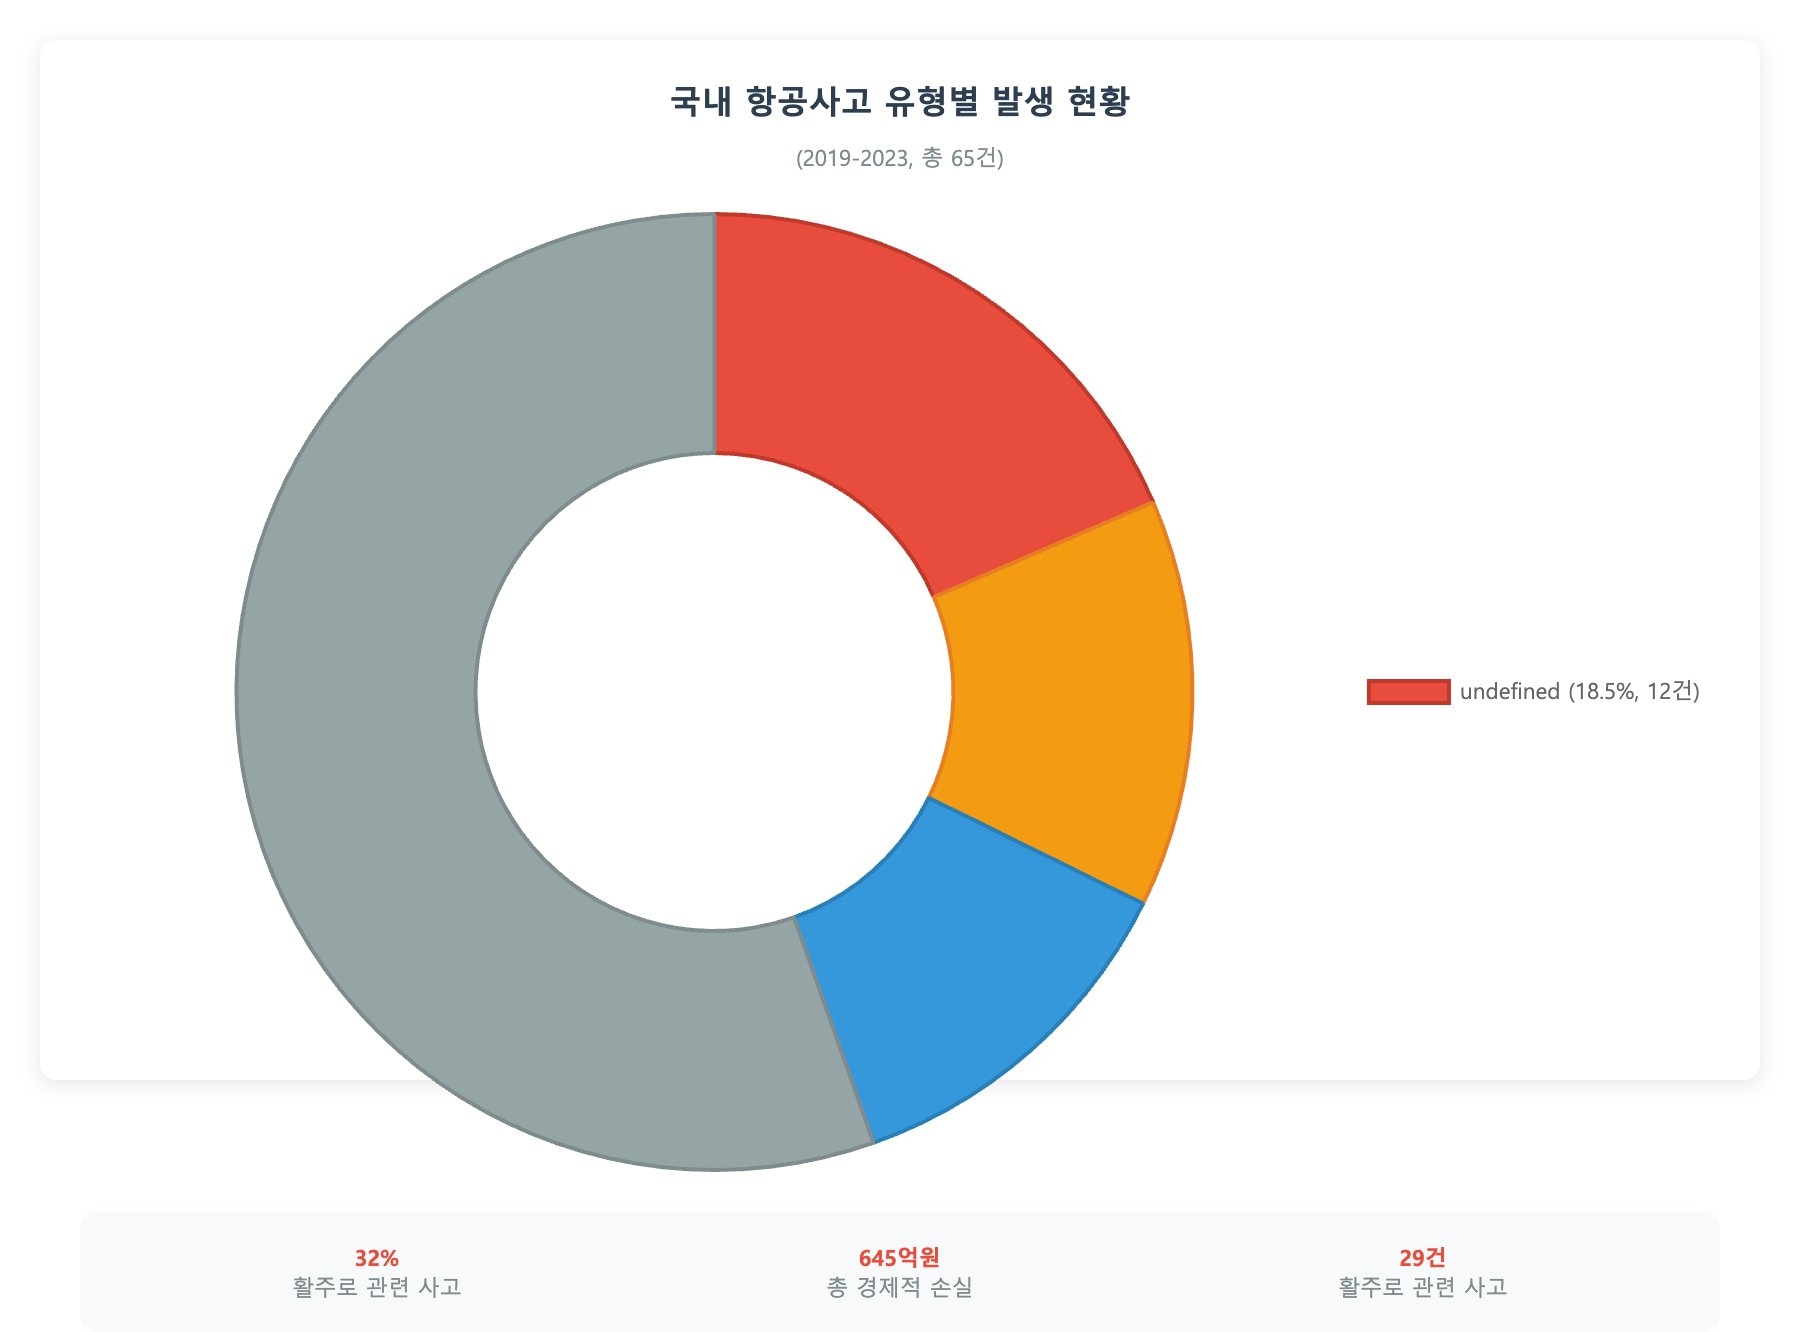 국내 항공사고 유형별 발생 현황
(2019-2023, 총 65건)
undefined (18.5%, 12건)
32%
활주로 관련 사고
645억원
총 경제적 손실
29건
활주로 관련 사고